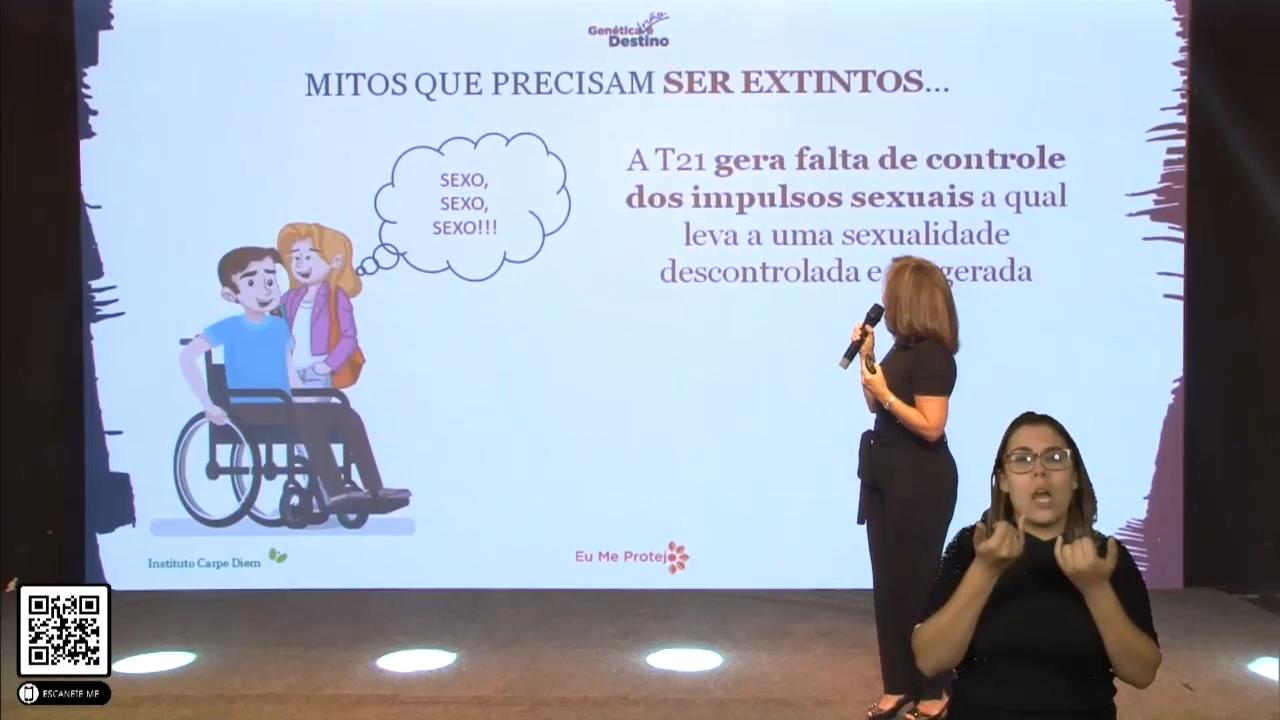 Genética não é
Destino
MITOS QUE PRECISAM SER EXTINTOS...
SEXO,
SEXO,
SEXO!!!
A T21 gera falta de controle
dos impulsos sexuais a qual
leva a uma sexualidade
descontrolada e
Instituto Carpe Diem
Eu Me Protejo
ESCANEIE ME